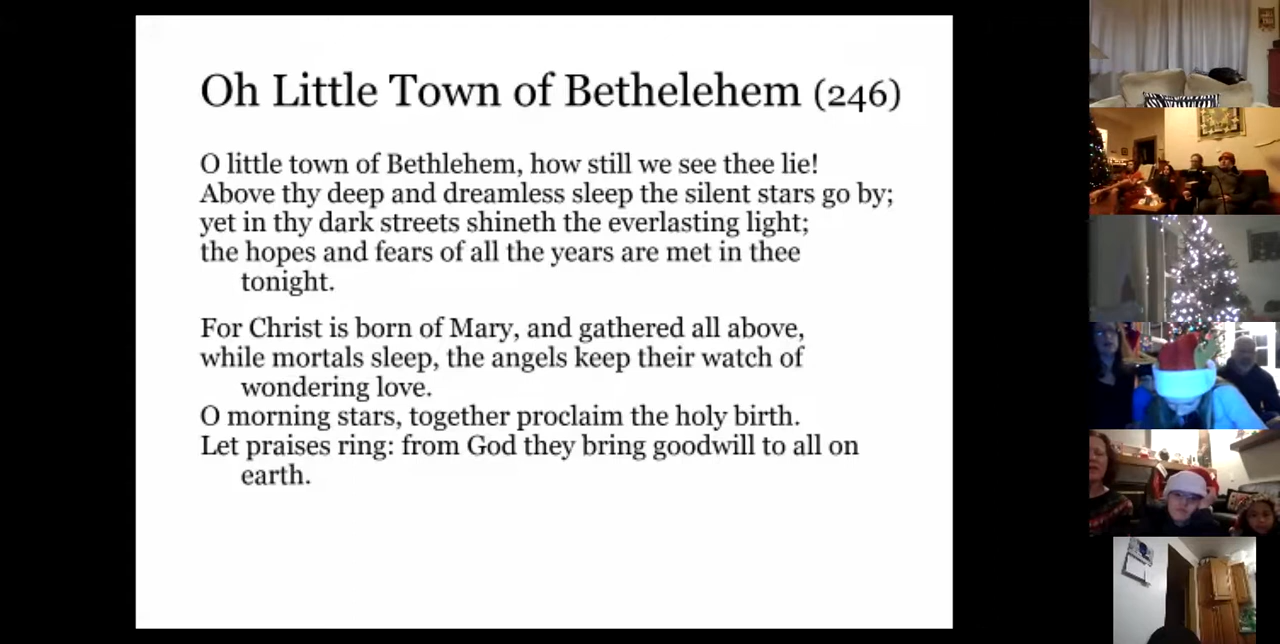 Oh Little Town of Bethelehem (246)
O little town of Bethlehem, how still we see thee lie!
Above thy deep and dreamless sleep the silent stars go by;
yet in thy dark streets shineth the everlasting light;
the hopes and fears of all the years are met in thee
tonight.
For Christ is born of Mary, and gathered all above,
while mortals sleep, the angels keep their watch of
wondering love.
O morning stars, together proclaim the holy birth.
Let praises ring: from God they bring goodwill to all on
earth.